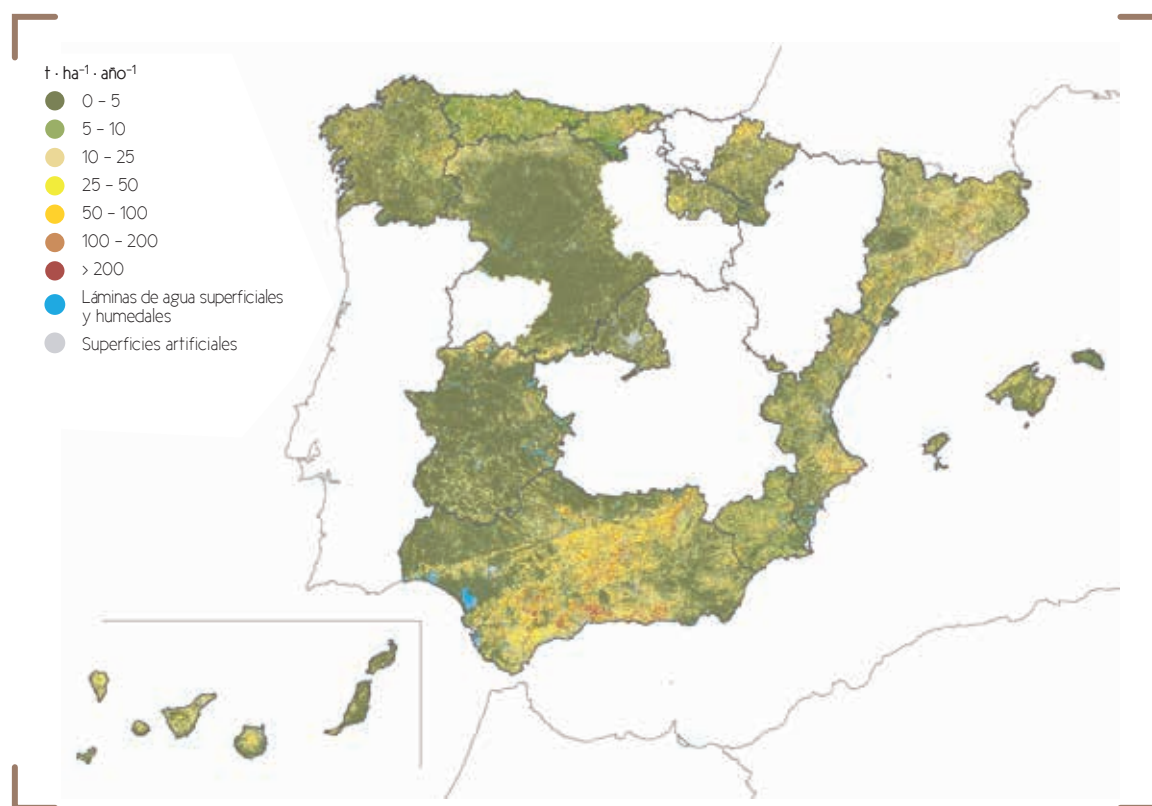 t · ha⁻¹ · año⁻¹
0 – 5
5 – 10
10 – 25
25 – 50
50 – 100
100 – 200
> 200
Láminas de agua superficiales
y humedales
Superficies artificiales